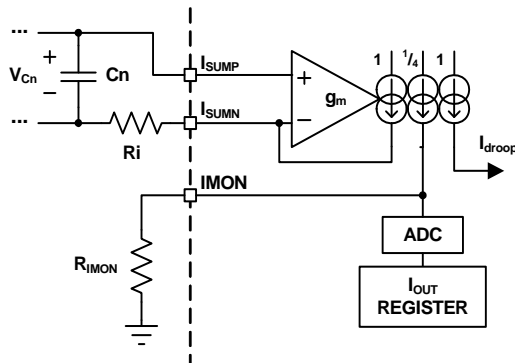 ...
+
V_Cn
Cn
−
...
Ri
I_SUMP
I_SUMN
+
g_m
−
1
1/4
1
I_droop
IMON
R_IMON
ADC
I_OUT
REGISTER